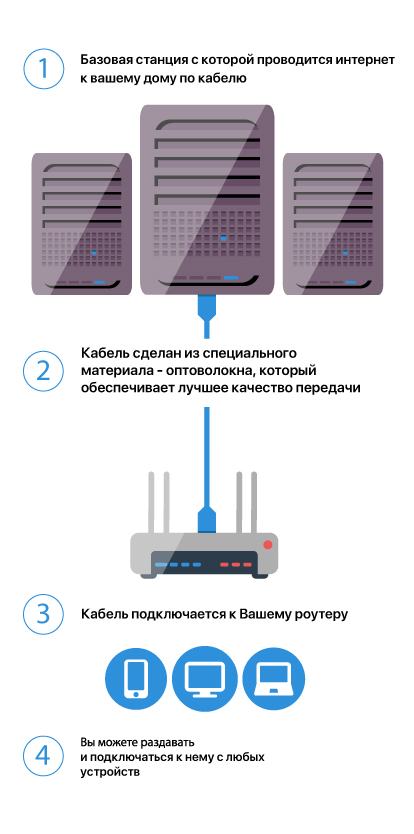 1
Базовая станция с которой проводится интернет
к вашему дому по кабелю
2
Кабель сделан из специального
материала - оптоволокна, который
обеспечивает лучшее качество передачи
3
Кабель подключается к Вашему роутеру
4
Вы можете раздавать
и подключаться к нему с любых
устройств